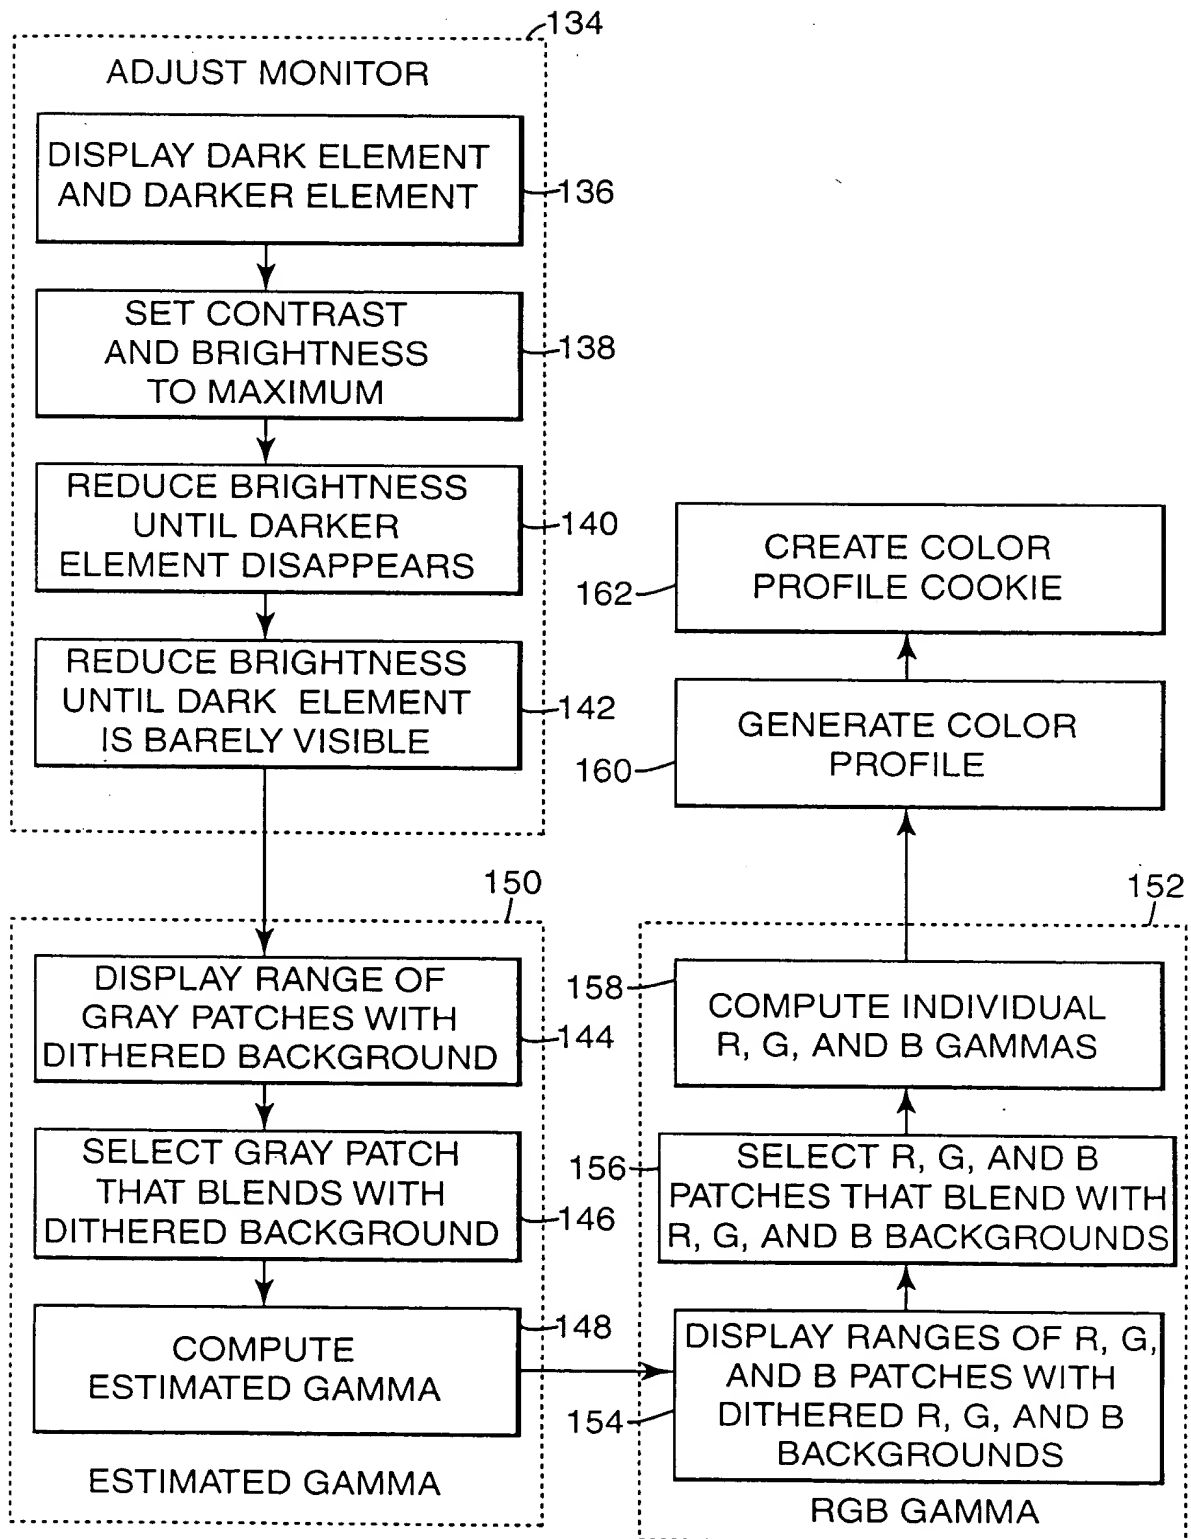 134
ADJUST MONITOR
DISPLAY DARK ELEMENT
AND DARKER ELEMENT
136
SET CONTRAST
AND BRIGHTNESS
TO MAXIMUM
138
REDUCE BRIGHTNESS
UNTIL DARKER
ELEMENT DISAPPEARS
140
REDUCE BRIGHTNESS
UNTIL DARK ELEMENT
IS BARELY VISIBLE
142
150
DISPLAY RANGE OF
GRAY PATCHES WITH
DITHERED BACKGROUND
144
SELECT GRAY PATCH
THAT BLENDS WITH
DITHERED BACKGROUND
146
COMPUTE
ESTIMATED GAMMA
148
ESTIMATED GAMMA
CREATE COLOR
PROFILE COOKIE
162
GENERATE COLOR
PROFILE
160
152
158
COMPUTE INDIVIDUAL
R, G, AND B GAMMAS
156
SELECT R, G, AND B
PATCHES THAT BLEND WITH
R, G, AND B BACKGROUNDS
DISPLAY RANGES OF R, G,
AND B PATCHES WITH
DITHERED R, G, AND B
BACKGROUNDS
154
RGB GAMMA